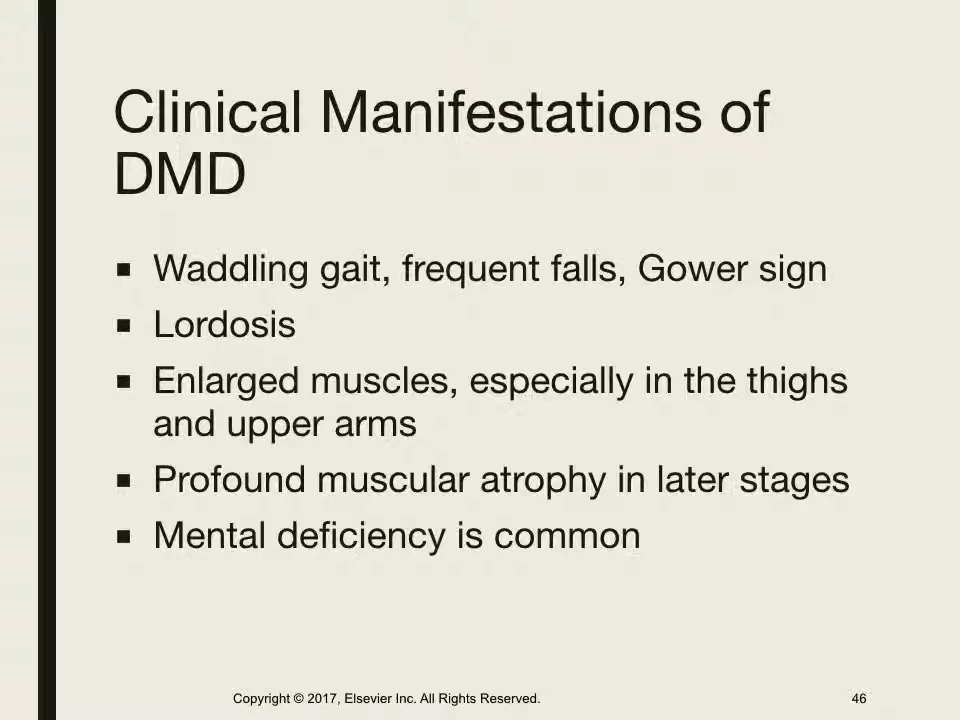 Clinical Manifestations of
DMD
▪ Waddling gait, frequent falls, Gower sign
▪ Lordosis
▪ Enlarged muscles, especially in the thighs
and upper arms
▪ Profound muscular atrophy in later stages
▪ Mental deficiency is common
Copyright © 2017, Elsevier Inc. All Rights Reserved.
46